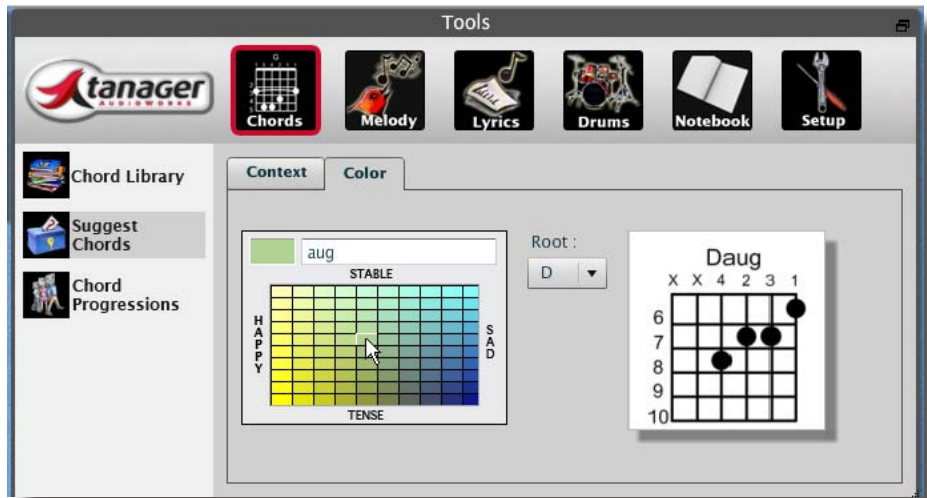 Tools
tanager
AUDIOWORKS
G
Chords
Melody
Lyrics
Drums
Notebook
Setup
Chord Library
Suggest
Chords
Chord
Progressions
Context
Color
aug
STABLE
HAPPY
SAD
TENSE
Root :
D
Daug
X X 4 2 3 1
6
7
8
9
10